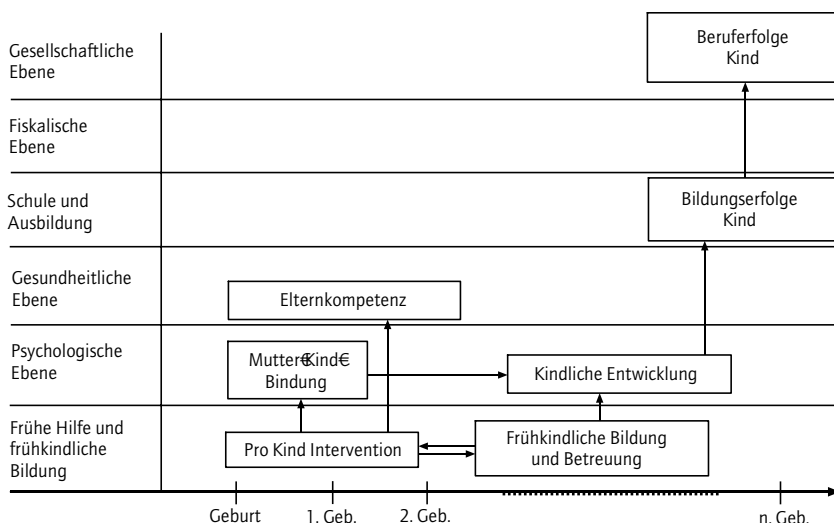 Gesellschaftliche
Ebene
Beruferfolge
Kind
Fiskalische
Ebene
Schule und
Ausbildung
Bildungserfolge
Kind
Gesundheitliche
Ebene
Elternkompetenz
Psychologische
Ebene
Mutter€Kind€
Bindung
Kindliche Entwicklung
Frühe Hilfe und
frühkindliche
Bildung
Pro Kind Intervention
Frühkindliche Bildung
und Betreuung
Geburt
1. Geb.
2. Geb.
n. Geb.